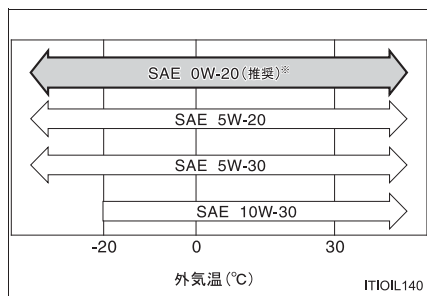 SAE 0W-20(推奨)※
SAE 5W-20
SAE 5W-30
SAE 10W-30
-20 0 30
外気温(℃)
ITIOIL140